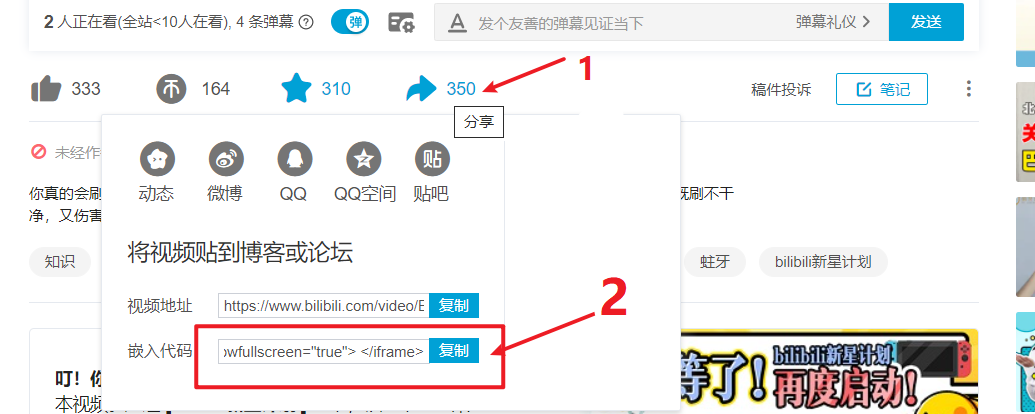 2 人正在看(全站<10人在看), 4 条弹幕
弹
发个友善的弹幕见证当下
弹幕礼仪
发送
333
164
310
350
1
稿件投诉
笔记
分享
未经作
你真的会刷
既刷不干
净，又伤害
动态
微博
QQ
QQ空间
贴
贴吧
将视频贴到博客或论坛
知识
蛀牙
bilibili新星计划
视频地址
https://www.bilibili.com/video/B
复制
2
嵌入代码
owfullscreen="true"> </iframe>
复制
叮！你
本视频
等了！
bilibili新星计划
再度启动！